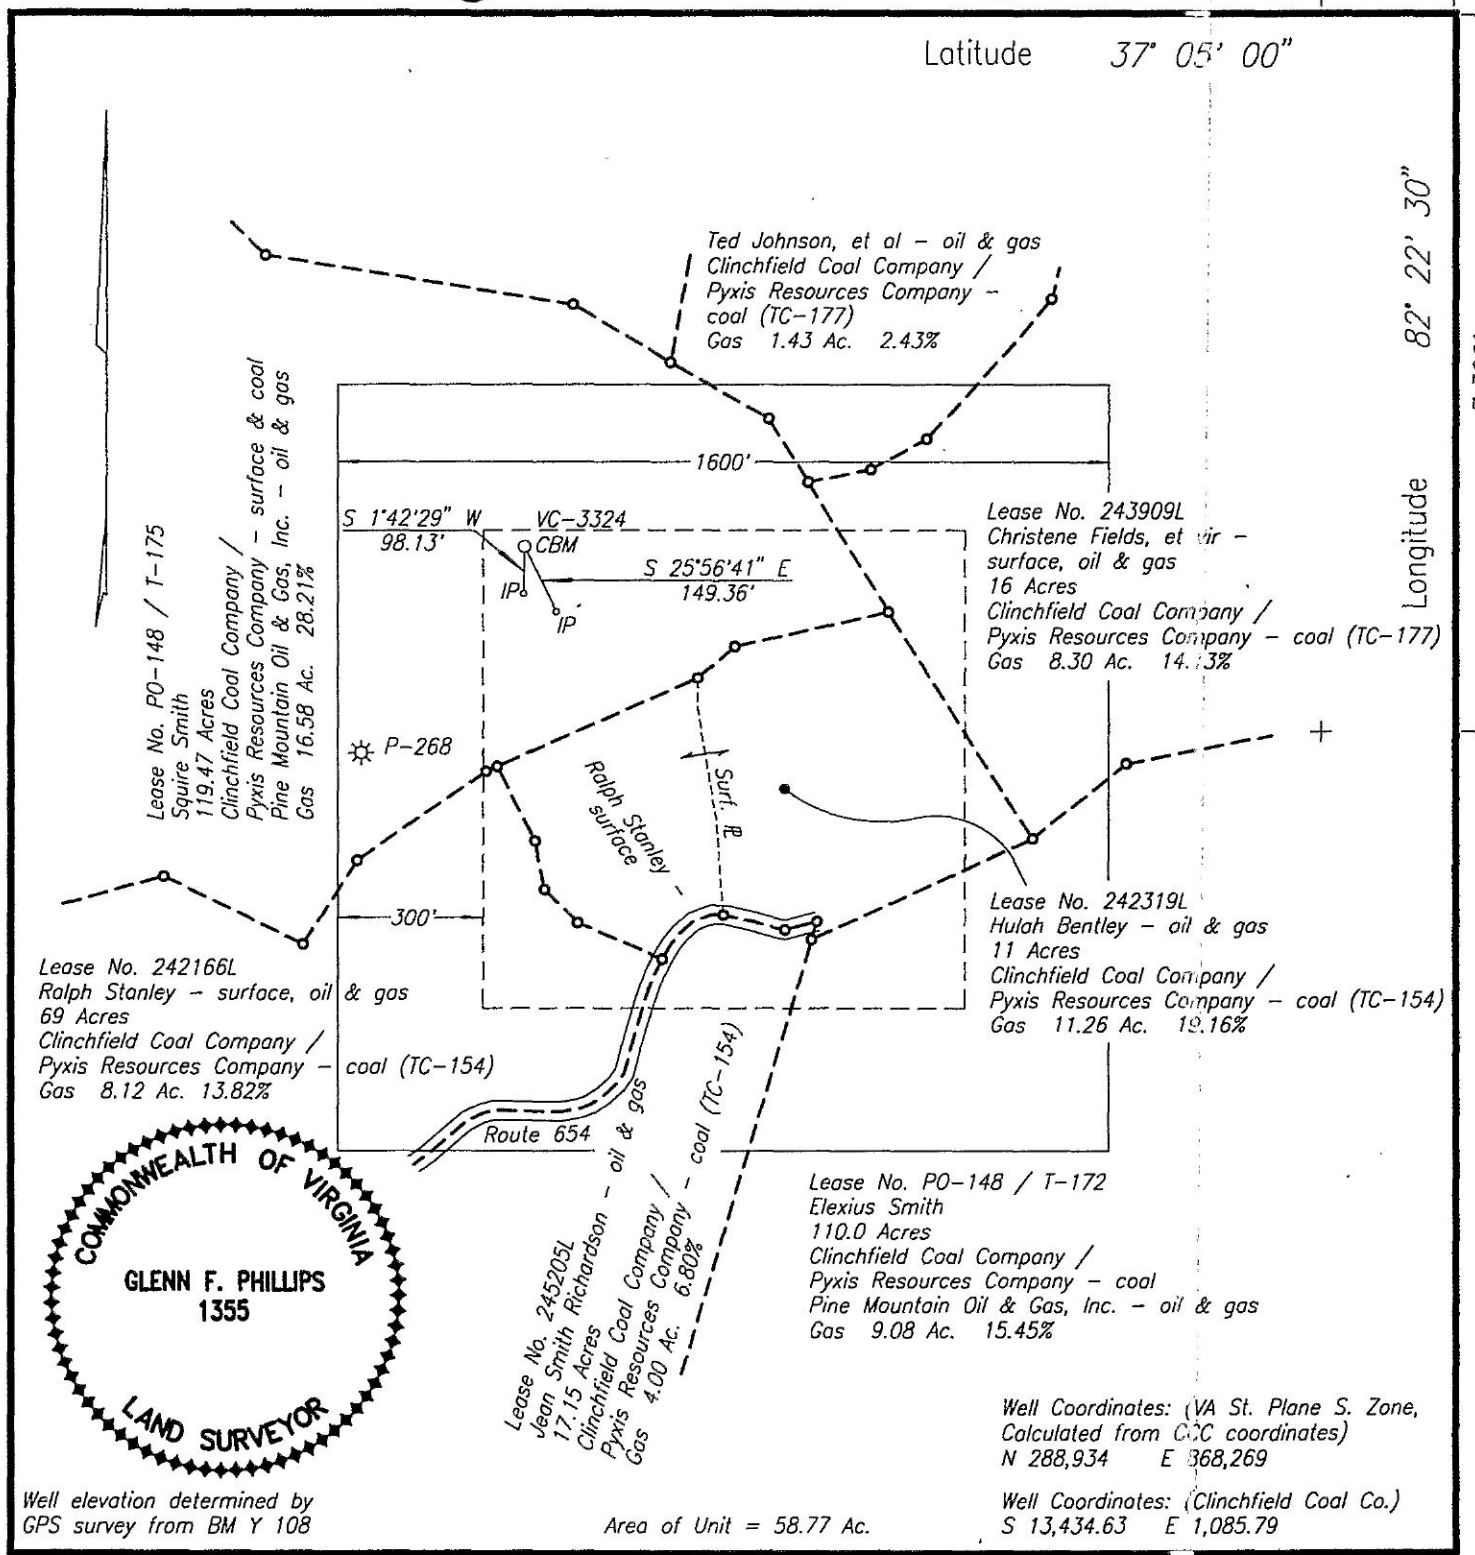 Latitude 37° 05' 00"
82° 22' 30"
Longitude
Ted Johnson, et al – oil & gas
Clinchfield Coal Company /
Pyxis Resources Company –
coal (TC–177)
Gas 1.43 Ac. 2.43%
Lease No. PO–148 / T–175
Squire Smith
119.47 Acres
Clinchfield Coal Company /
Pyxis Resources Company – surface & coal
Pine Mountain Oil & Gas, Inc. – oil & gas
Gas 16.58 Ac. 28.21%
1600'
S 1°42'29" W
98.13'
VC–3324
CBM
S 25°56'41" E
149.36'
IP
IP
Lease No. 243909L
Christene Fields, et vir –
surface, oil & gas
16 Acres
Clinchfield Coal Company /
Pyxis Resources Company – coal (TC–177)
Gas 8.30 Ac. 14.13%
P–268
Ralph Stanley
surface
Surf. PL
300'
Lease No. 242319L
Hulah Bentley – oil & gas
11 Acres
Clinchfield Coal Company /
Pyxis Resources Company – coal (TC–154)
Gas 11.26 Ac. 19.16%
Lease No. 242166L
Ralph Stanley – surface, oil & gas
69 Acres
Clinchfield Coal Company /
Pyxis Resources Company – coal (TC–154)
Gas 8.12 Ac. 13.82%
Route 654
Lease No. 245205L
Jean Smith Richardson – oil & gas
17.15 Acres
Clinchfield Coal Company /
Pyxis Resources Company – coal (TC–154)
Gas 4.00 Ac. 6.80%
Lease No. PO–148 / T–172
Elexius Smith
110.0 Acres
Clinchfield Coal Company /
Pyxis Resources Company – coal
Pine Mountain Oil & Gas, Inc. – oil & gas
Gas 9.08 Ac. 15.45%
COMMONWEALTH OF VIRGINIA
GLENN F. PHILLIPS
1355
LAND SURVEYOR
Well Coordinates: (VA St. Plane S. Zone,
Calculated from CCC coordinates)
N 288,934 E 868,269
Well Coordinates: (Clinchfield Coal Co.)
S 13,434.63 E 1,085.79
Well elevation determined by
GPS survey from BM Y 108
Area of Unit = 58.77 Ac.